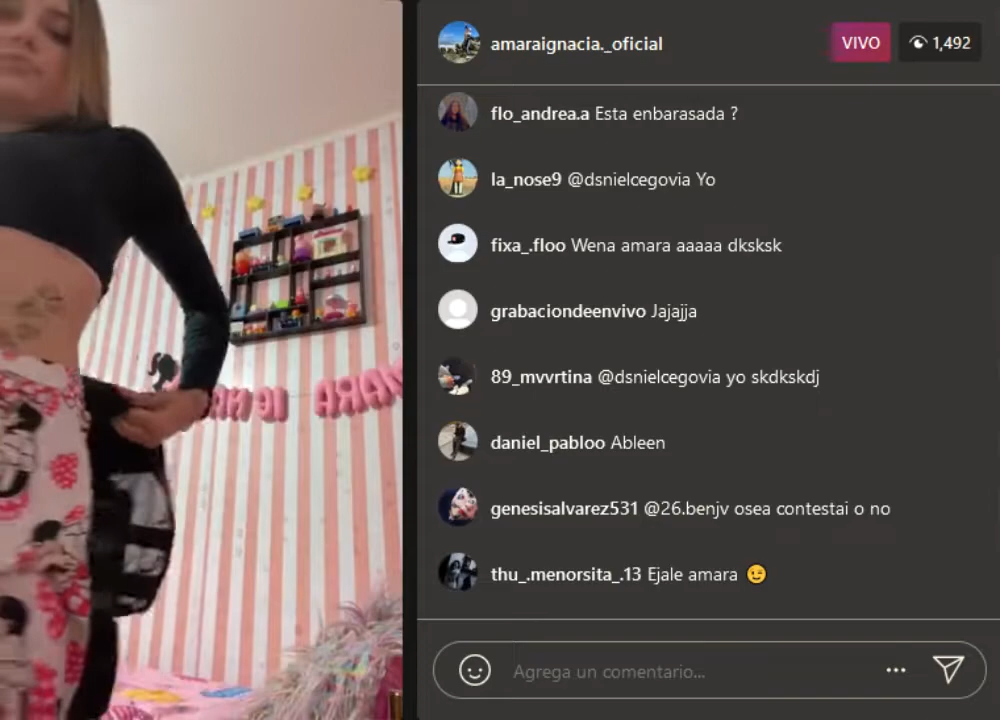 amaraignacia._oficial VIVO 1,492
flo_andrea.a Esta enbarasada ?
la_nose9 @dsnielcegovia Yo
fixa_.floo Wena amara aaaaa dksksk
grabaciondeenvivo Jajajja
89_mvvrtina @dsnielcegovia yo skdkskdj
daniel_pabloo Ableen
genesisalvarez531 @26.benjv osea contestai o no
thu_.menorsita_.13 Ejale amara 😉
Agrega un comentario...